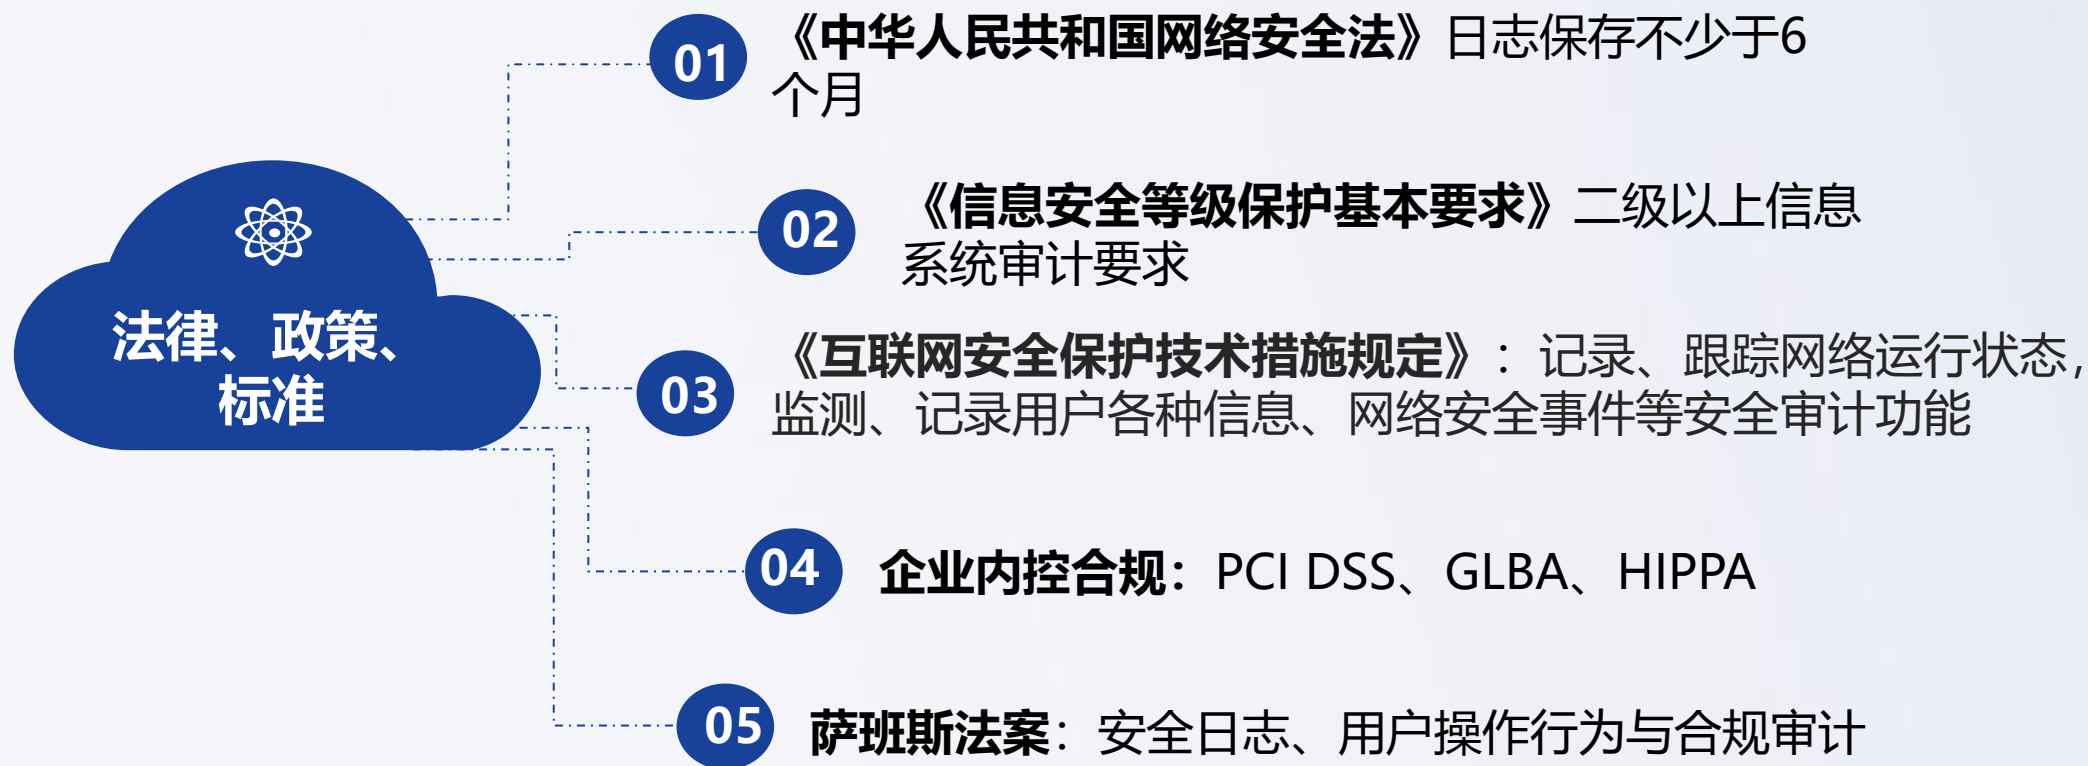 法律、政策、
标准
01
《中华人民共和国网络安全法》日志保存不少于6
个月
02
《信息安全等级保护基本要求》二级以上信息
系统审计要求
03
《互联网安全保护技术措施规定》：记录、跟踪网络运行状态，
监测、记录用户各种信息、网络安全事件等安全审计功能
04
企业内控合规：PCI DSS、GLBA、HIPPA
05
萨班斯法案：安全日志、用户操作行为与合规审计